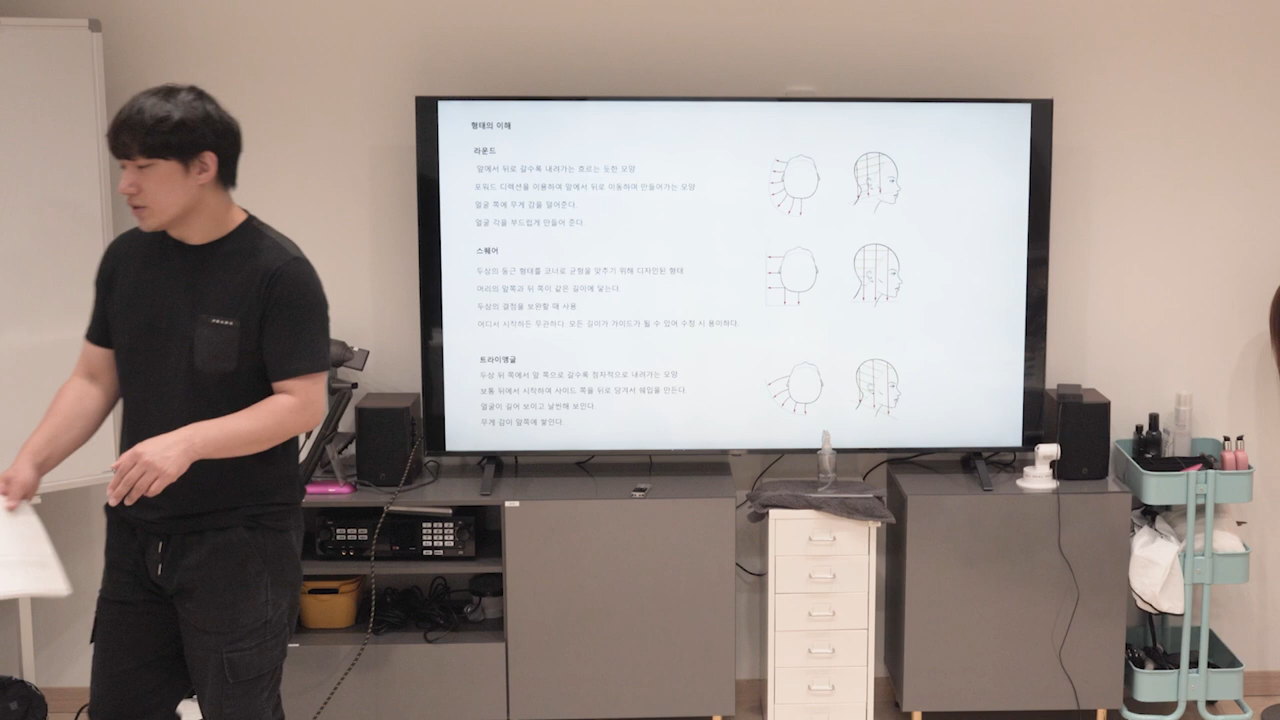 형태의 이해
라운드
앞에서 뒤로 갈수록 내려가는 흐르는 듯한 모양
포워드 디렉션을 이용하여 앞에서 뒤로 이동하며 만들어가는 모양
얼굴 쪽에 무게 감을 덜어준다.
얼굴 각을 부드럽게 만들어 준다.
스퀘어
두상의 둥근 형태를 코너로 균형을 맞추기 위해 디자인된 형태
머리의 앞쪽과 뒤 쪽이 같은 길이에 닿는다.
두상의 결점을 보완할 때 사용
어디서 시작하든 무관하다. 모든 길이가 가이드가 될 수 있어 수정 시 용이하다.
트라이앵글
두상 뒤 쪽에서 앞 쪽으로 갈수록 점차적으로 내려가는 모양
보통 뒤에서 시작하여 사이드 쪽을 뒤로 당겨서 쉐입을 만든다.
얼굴이 길어 보이고 날씬해 보인다.
무게 감이 앞쪽에 쌓인다.
PRADA